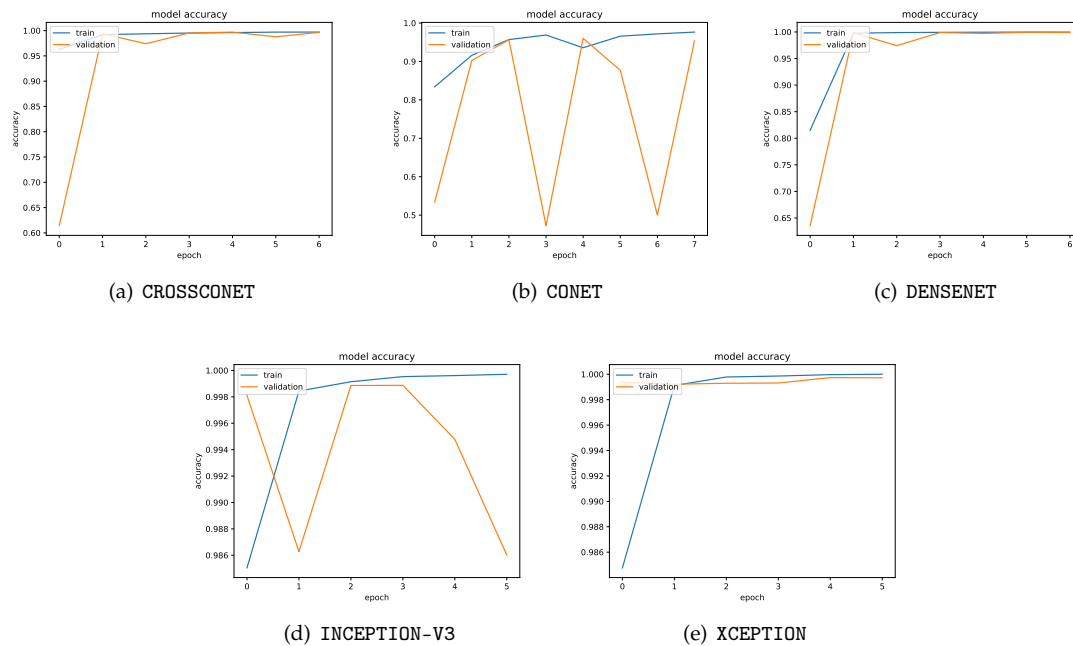 model accuracy
train
validation
1.00
0.95
0.90
0.85
0.80
0.75
0.70
0.65
0.60
accuracy
0 1 2 3 4 5 6
epoch
(a) CROSSCONET
model accuracy
train
validation
1.0
0.9
0.8
0.7
0.6
0.5
accuracy
0 1 2 3 4 5 6 7
epoch
(b) CONET
model accuracy
train
validation
1.00
0.95
0.90
0.85
0.80
0.75
0.70
0.65
accuracy
0 1 2 3 4 5 6
epoch
(c) DENSENET
model accuracy
train
validation
1.000
0.998
0.996
0.994
0.992
0.990
0.988
0.986
accuracy
0 1 2 3 4 5
epoch
(d) INCEPTION-V3
model accuracy
train
validation
1.000
0.998
0.996
0.994
0.992
0.990
0.988
0.986
accuracy
0 1 2 3 4 5
epoch
(e) XCEPTION